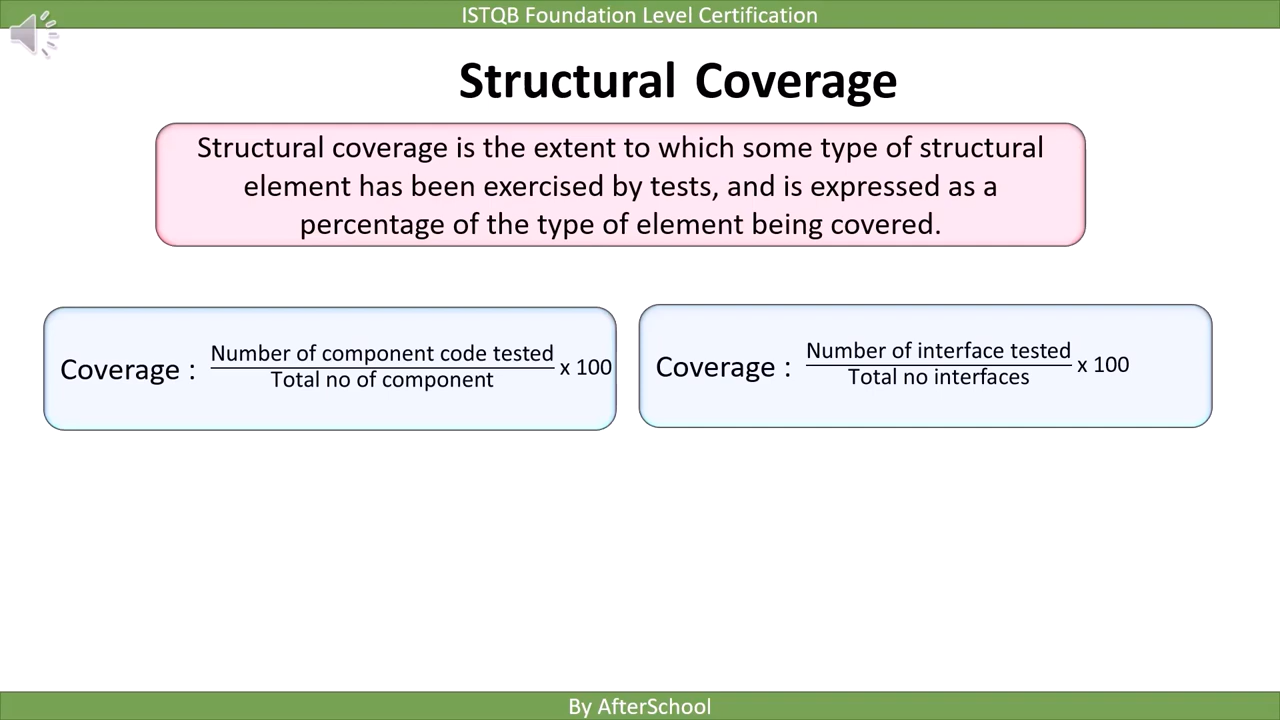 ISTQB Foundation Level Certification
Structural Coverage
Structural coverage is the extent to which some type of structural
element has been exercised by tests, and is expressed as a
percentage of the type of element being covered.
Coverage : Number of component code tested x 100
Total no of component
Coverage : Number of interface tested x 100
Total no interfaces
By AfterSchool